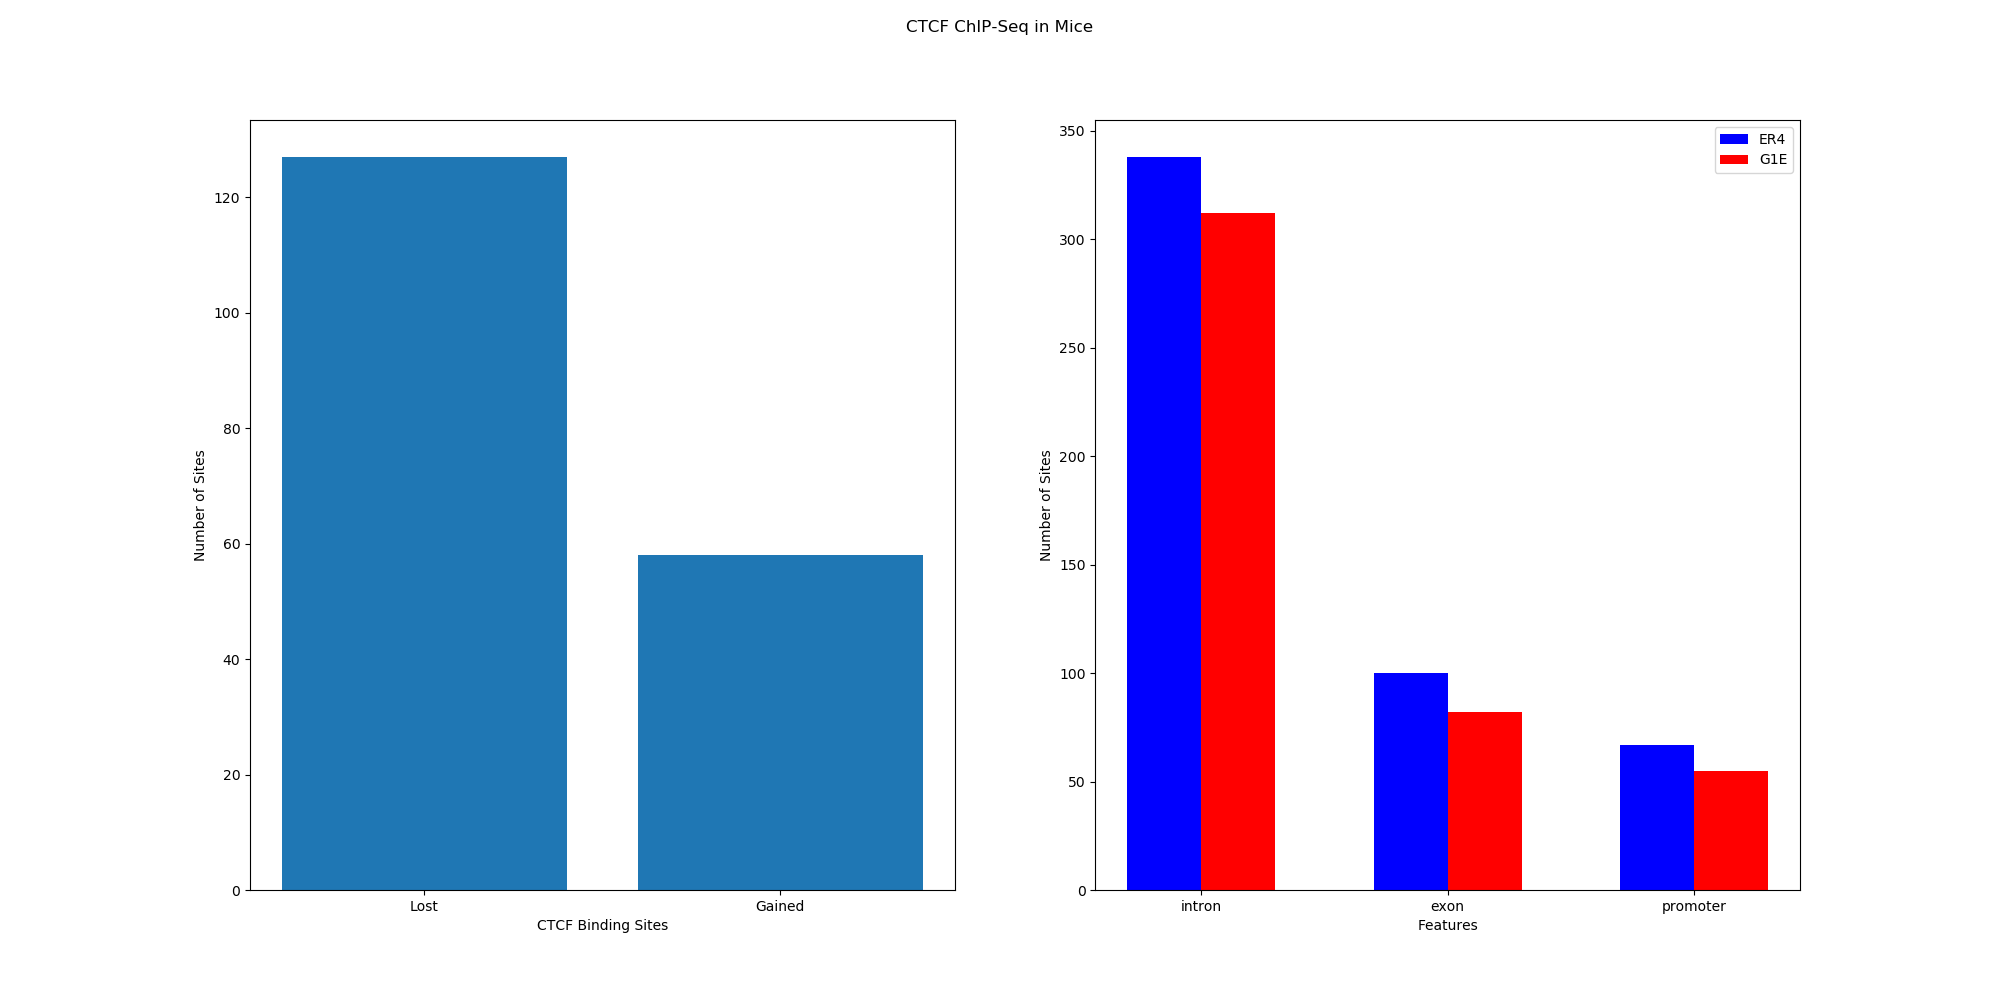 CTCF ChIP-Seq in Mice
Number of Sites
120
100
80
60
40
20
0
Lost
Gained
CTCF Binding Sites
Number of Sites
350
300
250
200
150
100
50
0
intron
exon
promoter
Features
ER4
G1E